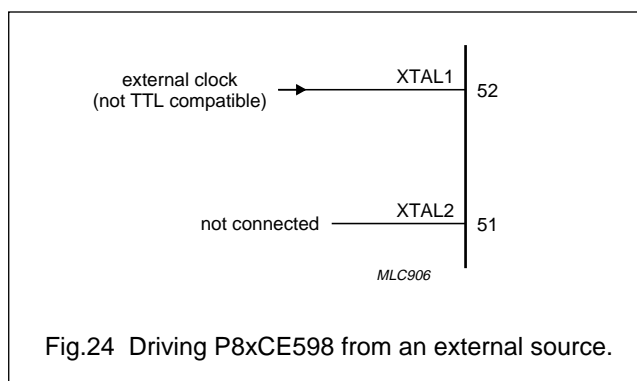 external clock
(not TTL compatible)
XTAL1
52
not connected
XTAL2
51
MLC906
Fig.24 Driving P8xCE598 from an external source.